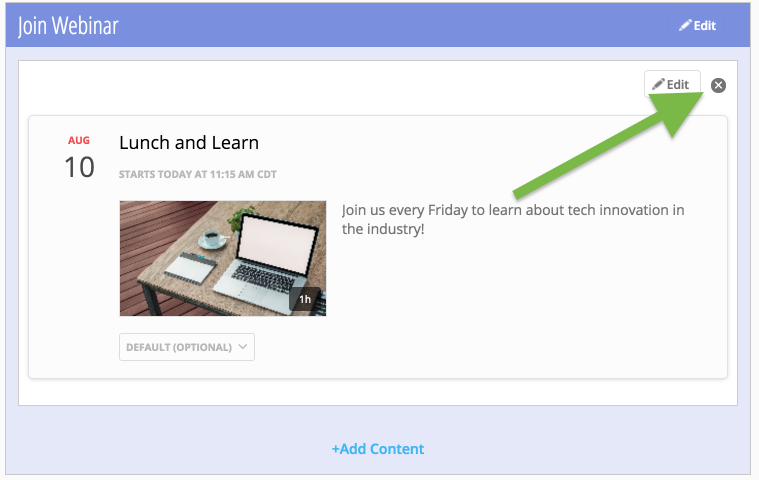 Join Webinar
Edit
Edit
AUG
10
Lunch and Learn
STARTS TODAY AT 11:15 AM CDT
Join us every Friday to learn about tech innovation in
the industry!
1h
DEFAULT (OPTIONAL)
+Add Content